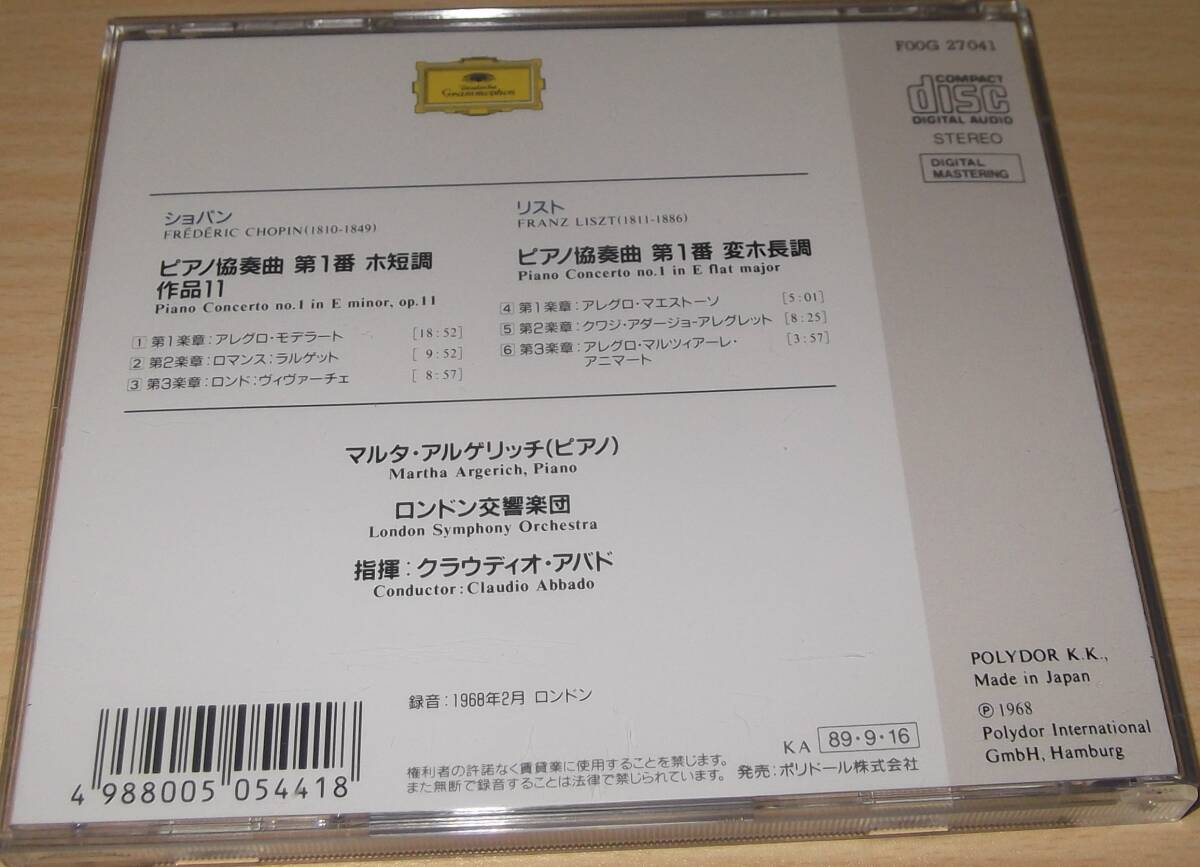 F00G 27041
Deutsche
Grammophon
COMPACT
disc
DIGITAL AUDIO
STEREO
DIGITAL
MASTERING
ショパン
FRÉDÉRIC CHOPIN(1810-1849)
ピアノ協奏曲 第1番 ホ短調
作品11
Piano Concerto no.1 in E minor, op.11
1 第1楽章:アレグロ・モデラート [18:52]
2 第2楽章:ロマンス:ラルゲット [ 9:52]
3 第3楽章:ロンド:ヴィヴァーチェ [ 8:57]
リスト
FRANZ LISZT(1811-1886)
ピアノ協奏曲 第1番 変ホ長調
Piano Concerto no.1 in E flat major
4 第1楽章:アレグロ・マエストーソ [5:01]
5 第2楽章:クワジ・アダージョ-アレグレット [8:25]
6 第3楽章:アレグロ・マルツィアーレ・ [3:57]
アニマート
マルタ・アルゲリッチ(ピアノ)
Martha Argerich, Piano
ロンドン交響楽団
London Symphony Orchestra
指揮:クラウディオ・アバド
Conductor:Claudio Abbado
録音:1968年2月 ロンドン
4 988005 054418
権利者の許諾なく賃貸業に使用することを禁じます。
また無断で録音することは法律で禁じられています。
KA 89・9・16
発売:ポリドール株式会社
POLYDOR K.K.,
Made in Japan
℗ 1968
Polydor International
GmbH, Hamburg